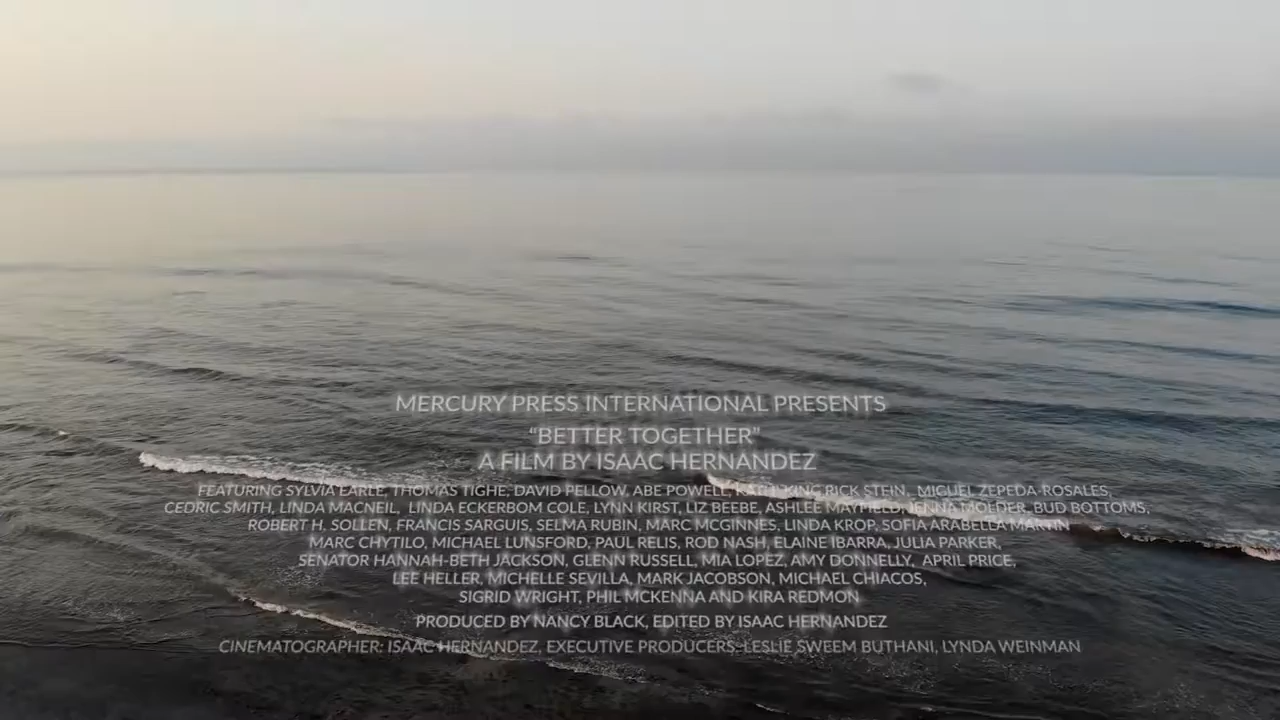 MERCURY PRESS INTERNATIONAL PRESENTS
“BETTER TOGETHER”
A FILM BY ISAAC HERNANDEZ
FEATURING SYLVIA EARLE, THOMAS TIGHE, DAVID PELLOW, ABE POWELL, KATHY KING, RICK STEIN, MIGUEL ZEPEDA-ROSALES,
CEDRIC SMITH, LINDA MACNEIL, LINDA ECKERBOM COLE, LYNN KIRST, LIZ BEEBE, ASHLEE MAYFIELD, JENNA MOLDER, BUD BOTTOMS,
ROBERT H. SOLLEN, FRANCIS SARGUIS, SELMA RUBIN, MARC MCGINNES, LINDA KROP, SOFIA ARABELLA MARTIN
MARC CHYTILO, MICHAEL LUNSFORD, PAUL RELIS, ROD NASH, ELAINE IBARRA, JULIA PARKER,
SENATOR HANNAH-BETH JACKSON, GLENN RUSSELL, MIA LOPEZ, AMY DONNELLY, APRIL PRICE,
LEE HELLER, MICHELLE SEVILLA, MARK JACOBSON, MICHAEL CHIACOS,
SIGRID WRIGHT, PHIL MCKENNA AND KIRA REDMON
PRODUCED BY NANCY BLACK, EDITED BY ISAAC HERNANDEZ
CINEMATOGRAPHER: ISAAC HERNANDEZ, EXECUTIVE PRODUCERS: LESLIE SWEEM BUTHANI, LYNDA WEINMAN